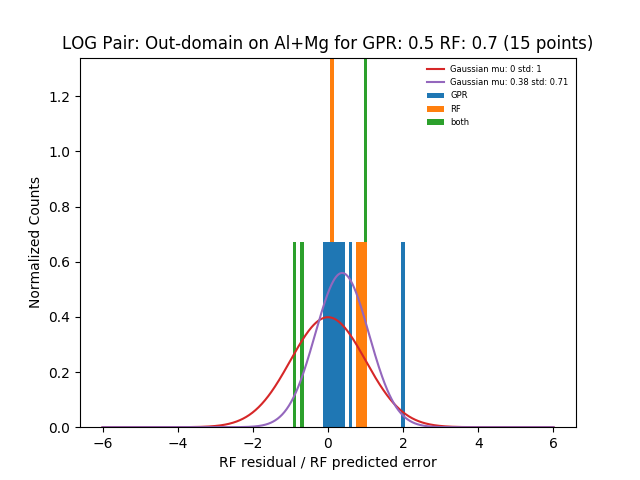 LOG Pair: Out-domain on Al+Mg for GPR: 0.5 RF: 0.7 (15 points)
Gaussian mu: 0 std: 1
Gaussian mu: 0.38 std: 0.71
GPR
RF
both
Normalized Counts
1.2
1.0
0.8
0.6
0.4
0.2
0.0
−6 −4 −2 0 2 4 6
RF residual / RF predicted error